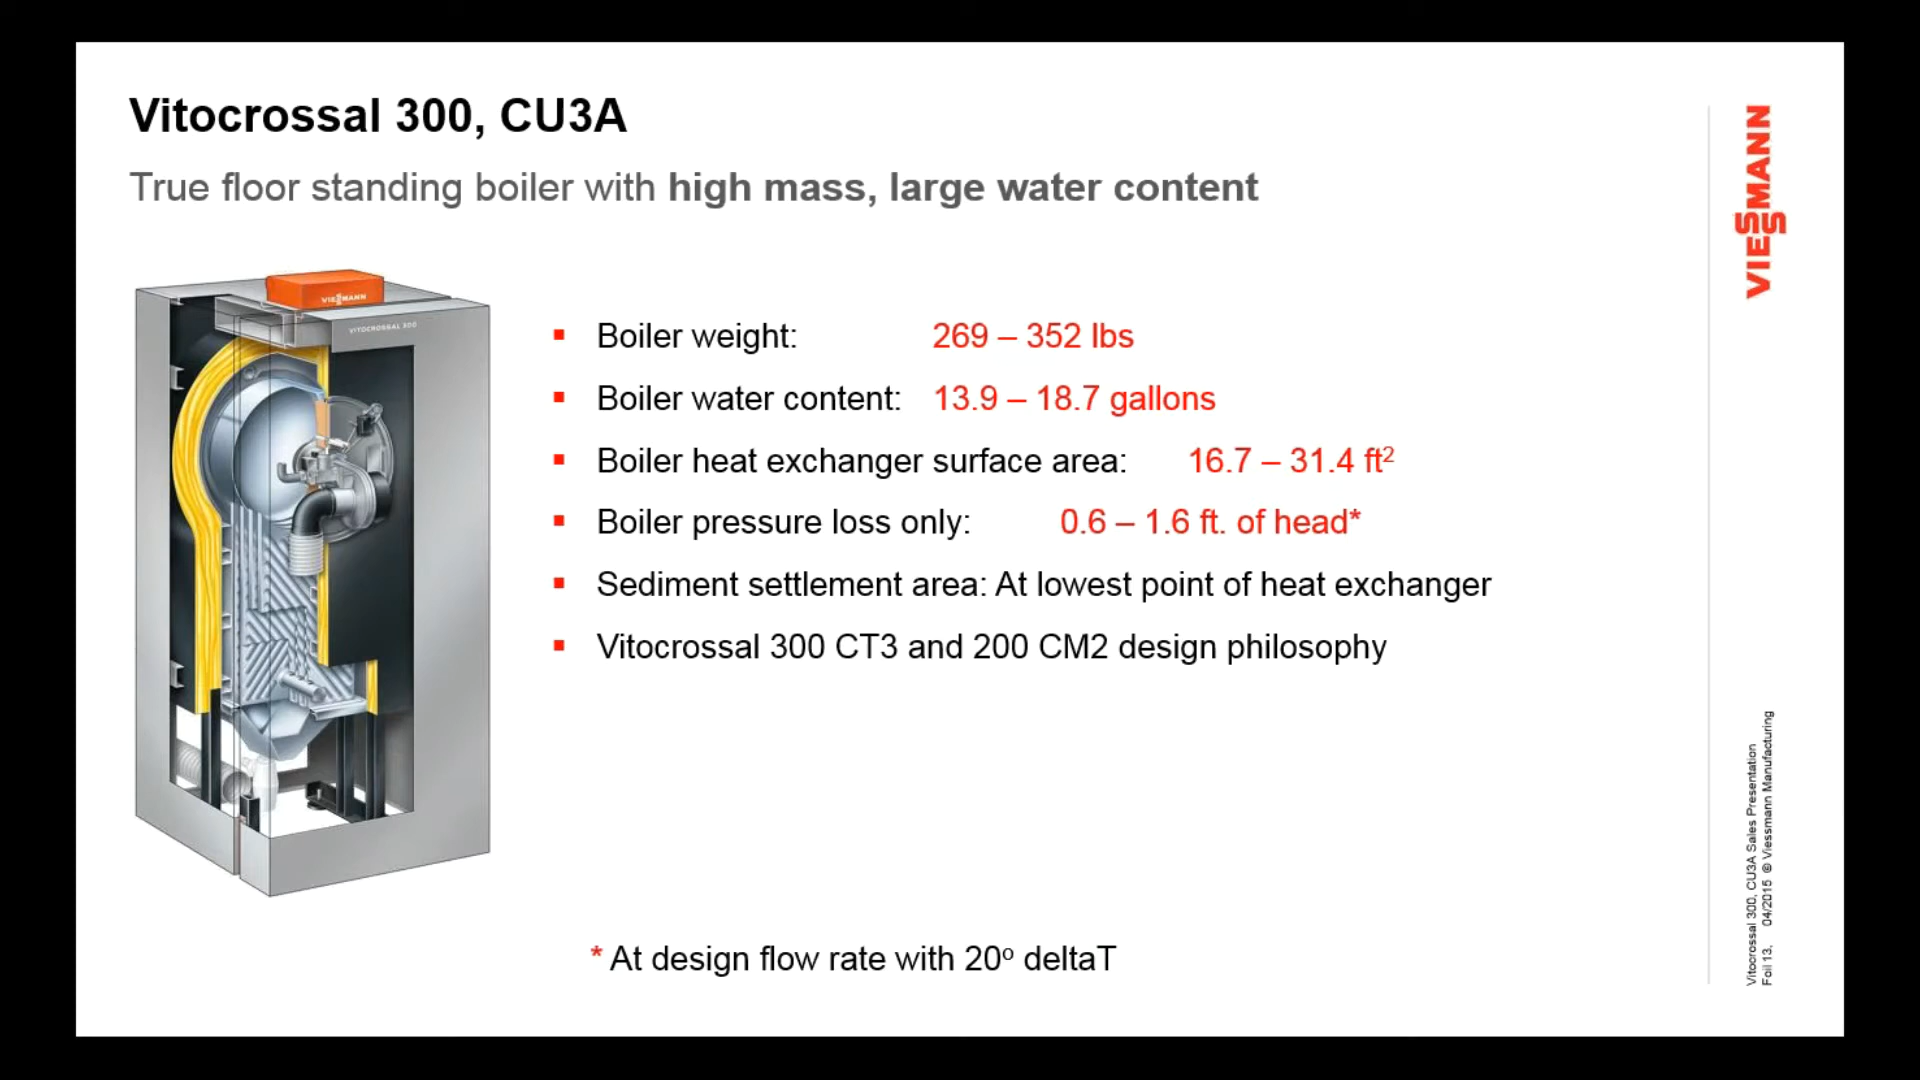 Vitocrossal 300, CU3A
True floor standing boiler with high mass, large water content
VIESSMANN
VIESSMANN
VITOCROSSAL 300
Boiler weight: 269 – 352 lbs
Boiler water content: 13.9 – 18.7 gallons
Boiler heat exchanger surface area: 16.7 – 31.4 ft²
Boiler pressure loss only: 0.6 – 1.6 ft. of head*
Sediment settlement area: At lowest point of heat exchanger
Vitocrossal 300 CT3 and 200 CM2 design philosophy
* At design flow rate with 20º deltaT
Vitocrossal 300, CU3A Sales Presentation
Foil 13, 04/2015 © Viessmann Manufacturing